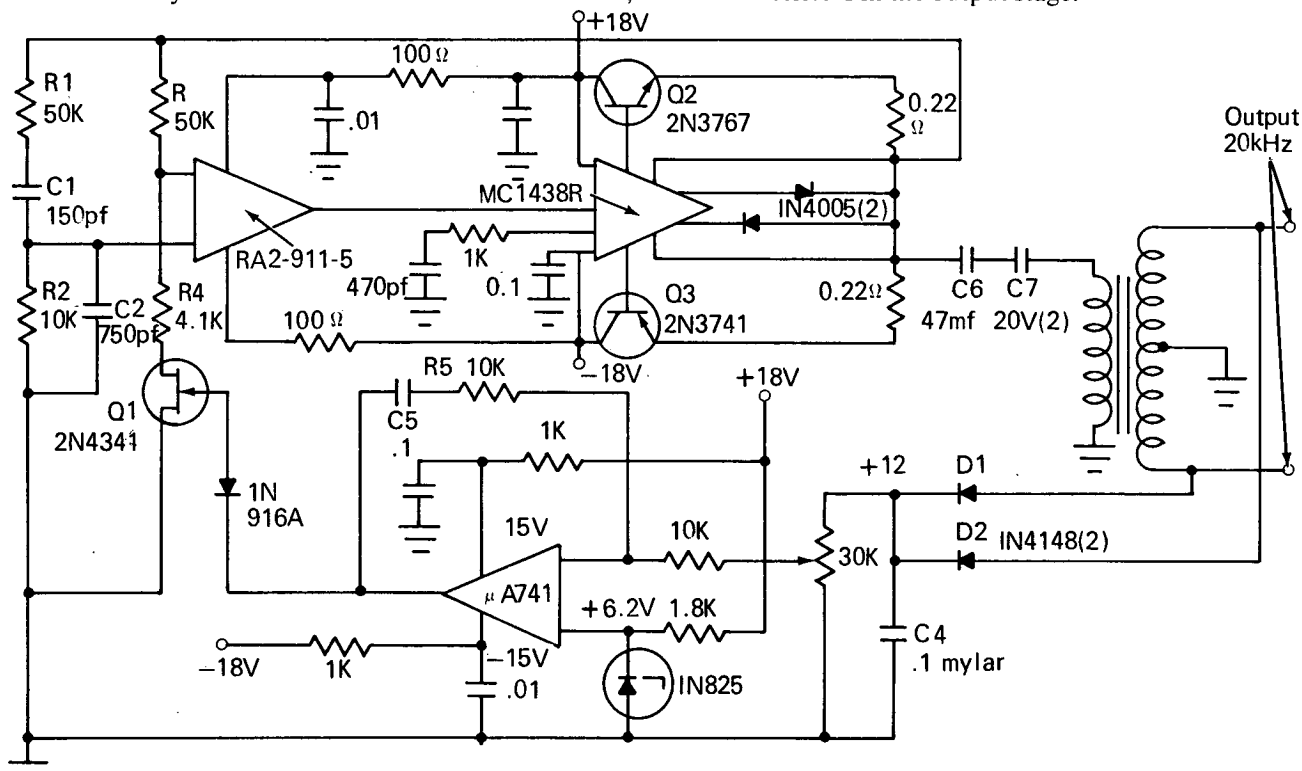 +18V
R1
50K
R
50K
100 Ω
.01
Q2
2N3767
0.22
Ω
Output
20kHz
C1
150pf
MC1438R
IN4005(2)
RA2-911-5
1K
470pf
0.1
R2
10K
C2
750pf
R4
4.1K
100 Ω
Q3
2N3741
0.22Ω
C6
C7
47mf
20V(2)
–18V
+18V
R5
10K
C5
.1
Q1
2N4341
1K
+12
D1
1N
916A
15V
10K
30K
D2
IN4148(2)
μ A741
+6.2V
1.8K
–18V
1K
–15V
.01
IN825
C4
.1 mylar